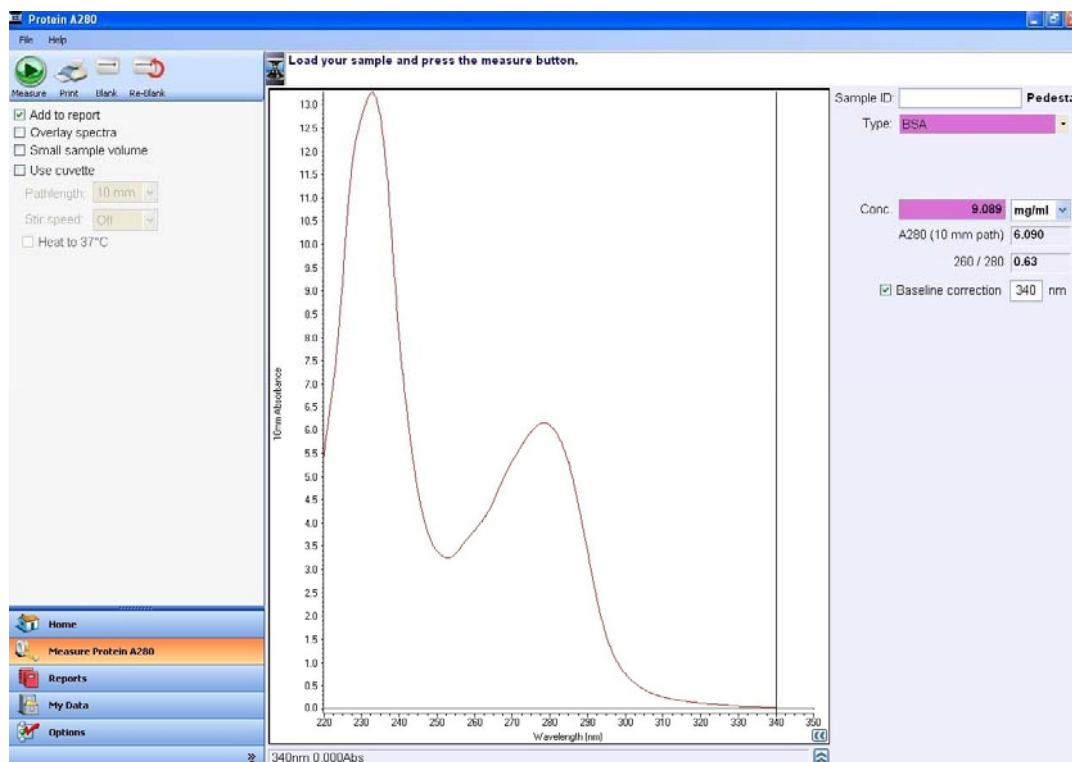 Protein A280
File Help
Load your sample and press the measure button.
Measure Print Blank Re-Blank
Add to report
Overlay spectra
Small sample volume
Use cuvette
Pathlength: 10 mm
Stir speed: Off
Heat to 37°C
Home
Measure Protein A280
Reports
My Data
Options
10mm Absorbance
13.0
12.5
12.0
11.5
11.0
10.5
10.0
9.5
9.0
8.5
8.0
7.5
7.0
6.5
6.0
5.5
5.0
4.5
4.0
3.5
3.0
2.5
2.0
1.5
1.0
0.5
0.0
220 230 240 250 260 270 280 290 300 310 320 330 340 350
Wavelength (nm)
340nm 0.000Abs
Sample ID: Pedesta
Type: BSA
Conc. 9.089 mg/ml
A280 (10 mm path) 6.090
260 / 280 0.63
Baseline correction 340 nm